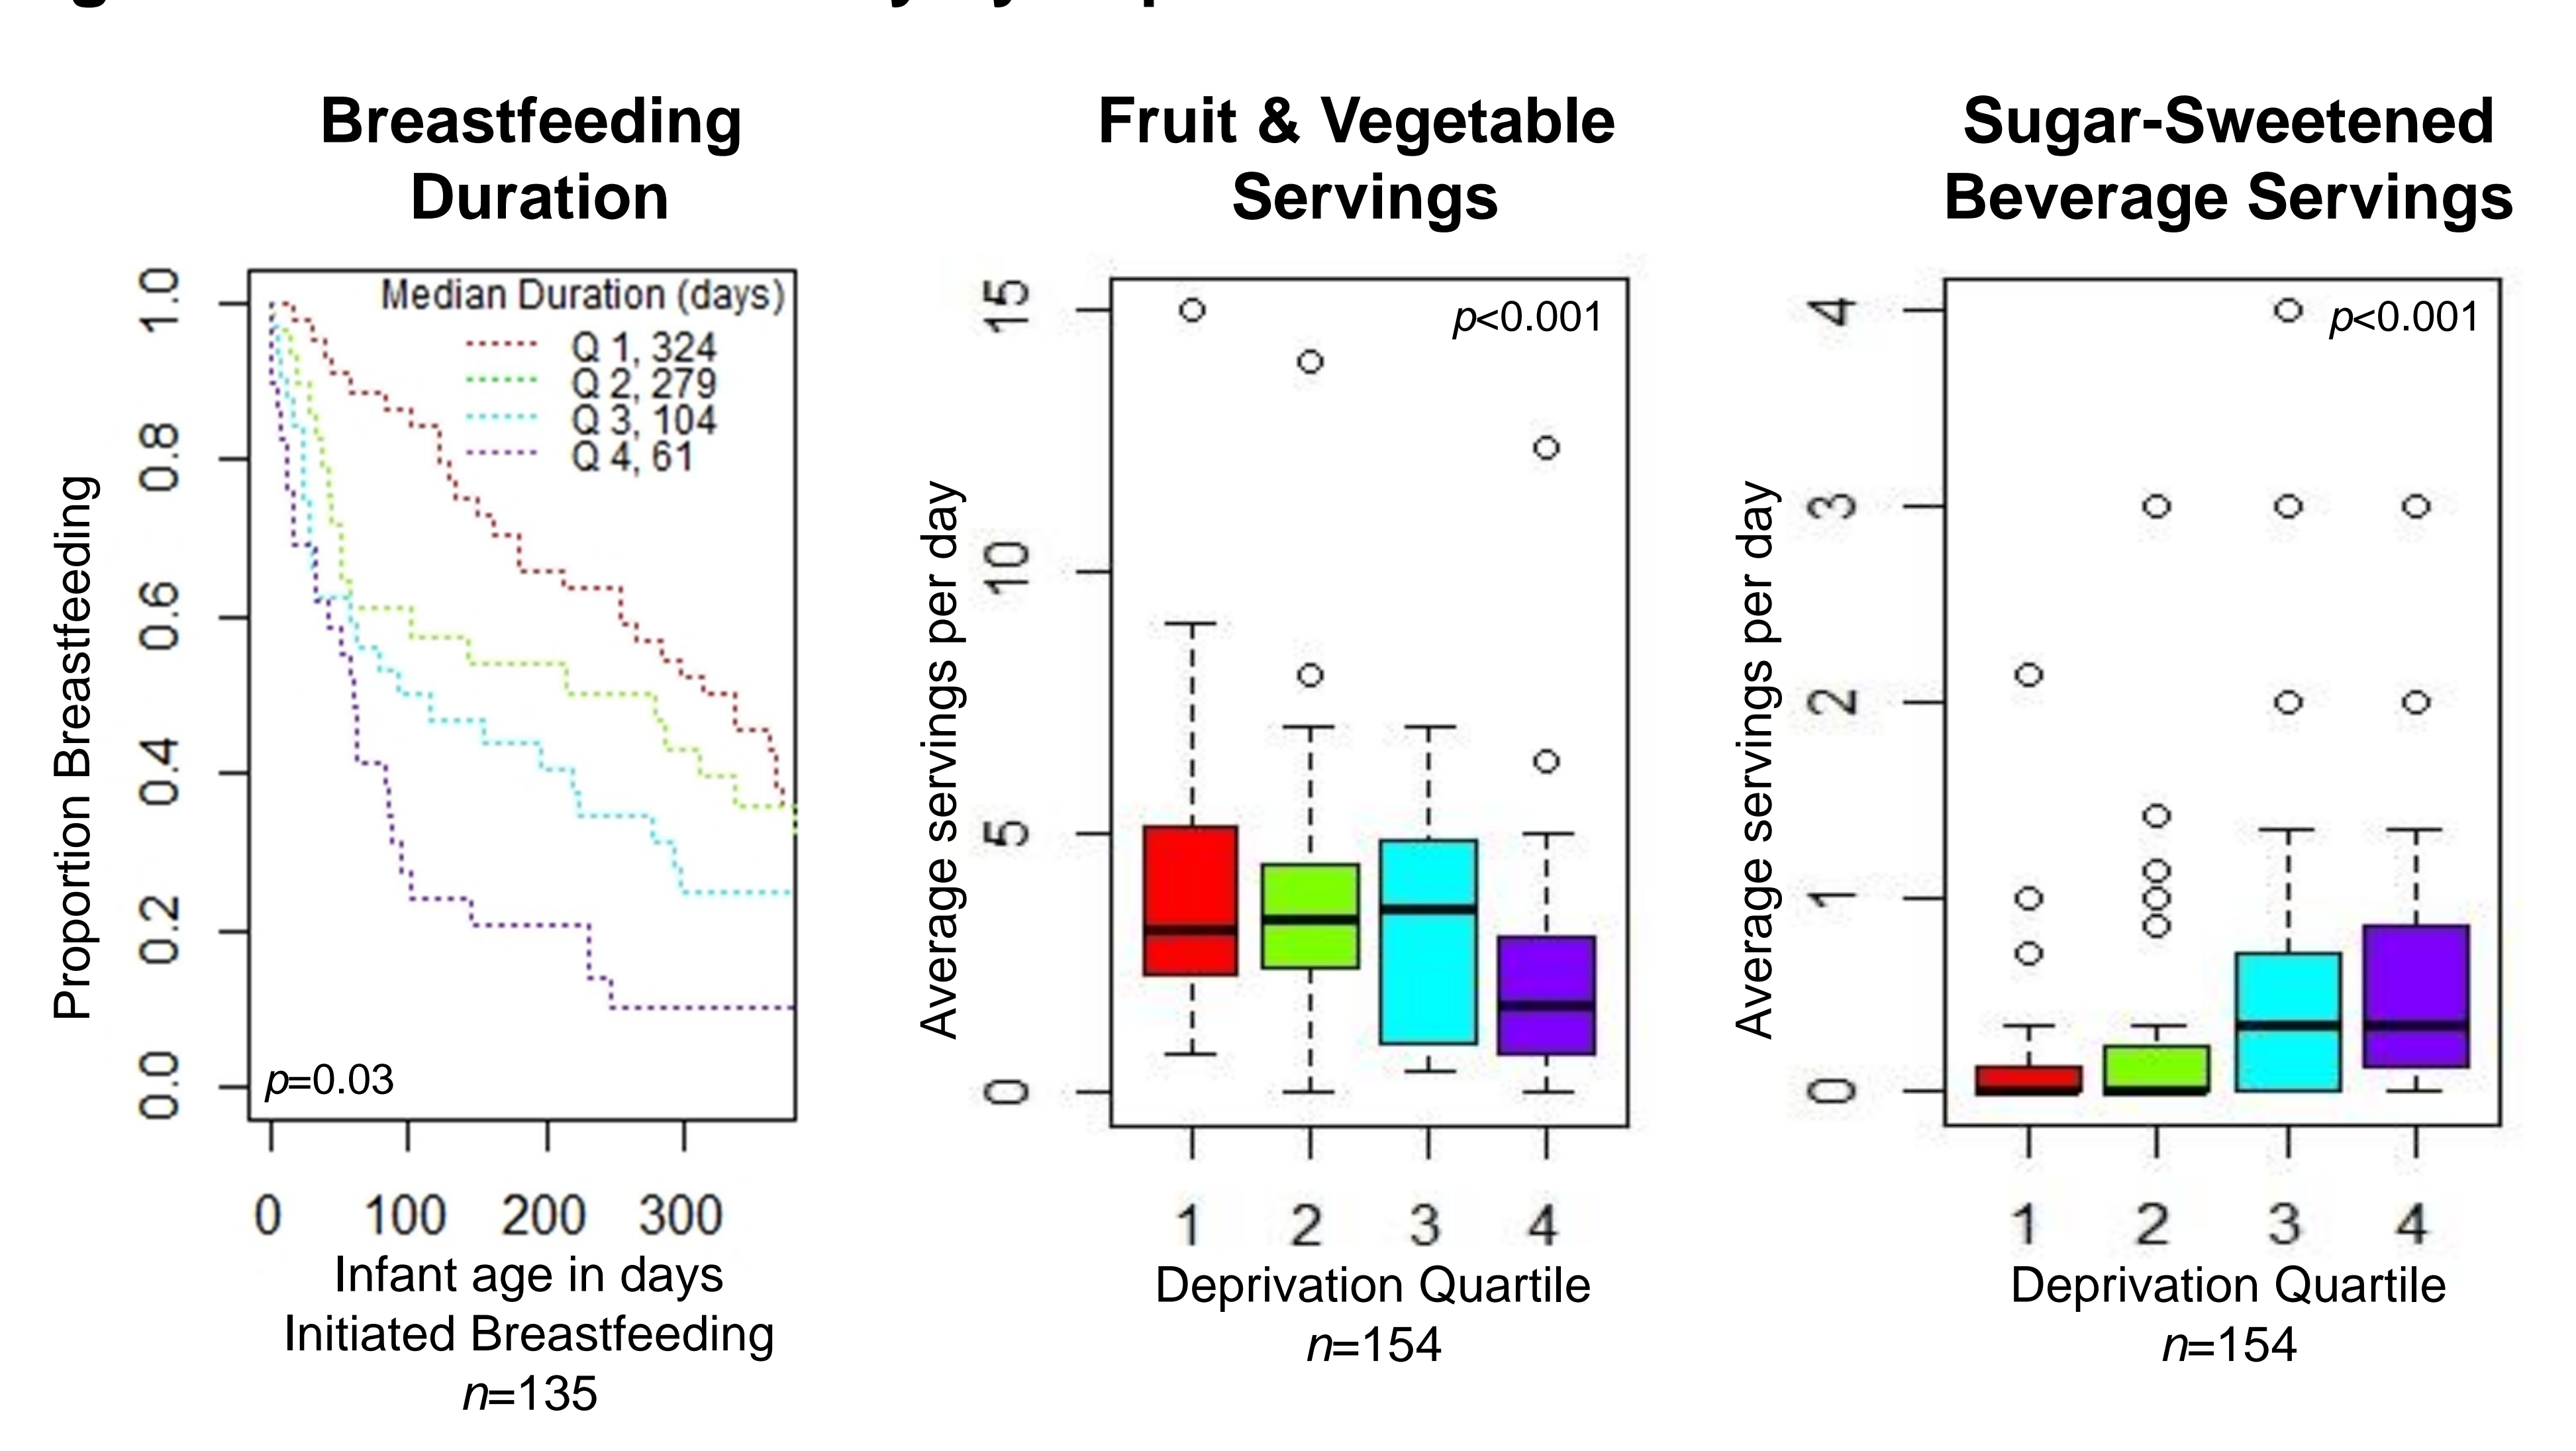 Breastfeeding
Duration
Proportion Breastfeeding
1.0
0.8
0.6
0.4
0.2
0.0
Median Duration (days)
Q 1, 324
Q 2, 279
Q 3, 104
Q 4, 61
p=0.03
0 100 200 300
Infant age in days
Initiated Breastfeeding
n=135
Fruit & Vegetable
Servings
Average servings per day
15
10
5
0
p<0.001
1 2 3 4
Deprivation Quartile
n=154
Sugar-Sweetened
Beverage Servings
Average servings per day
4
3
2
1
0
p<0.001
1 2 3 4
Deprivation Quartile
n=154